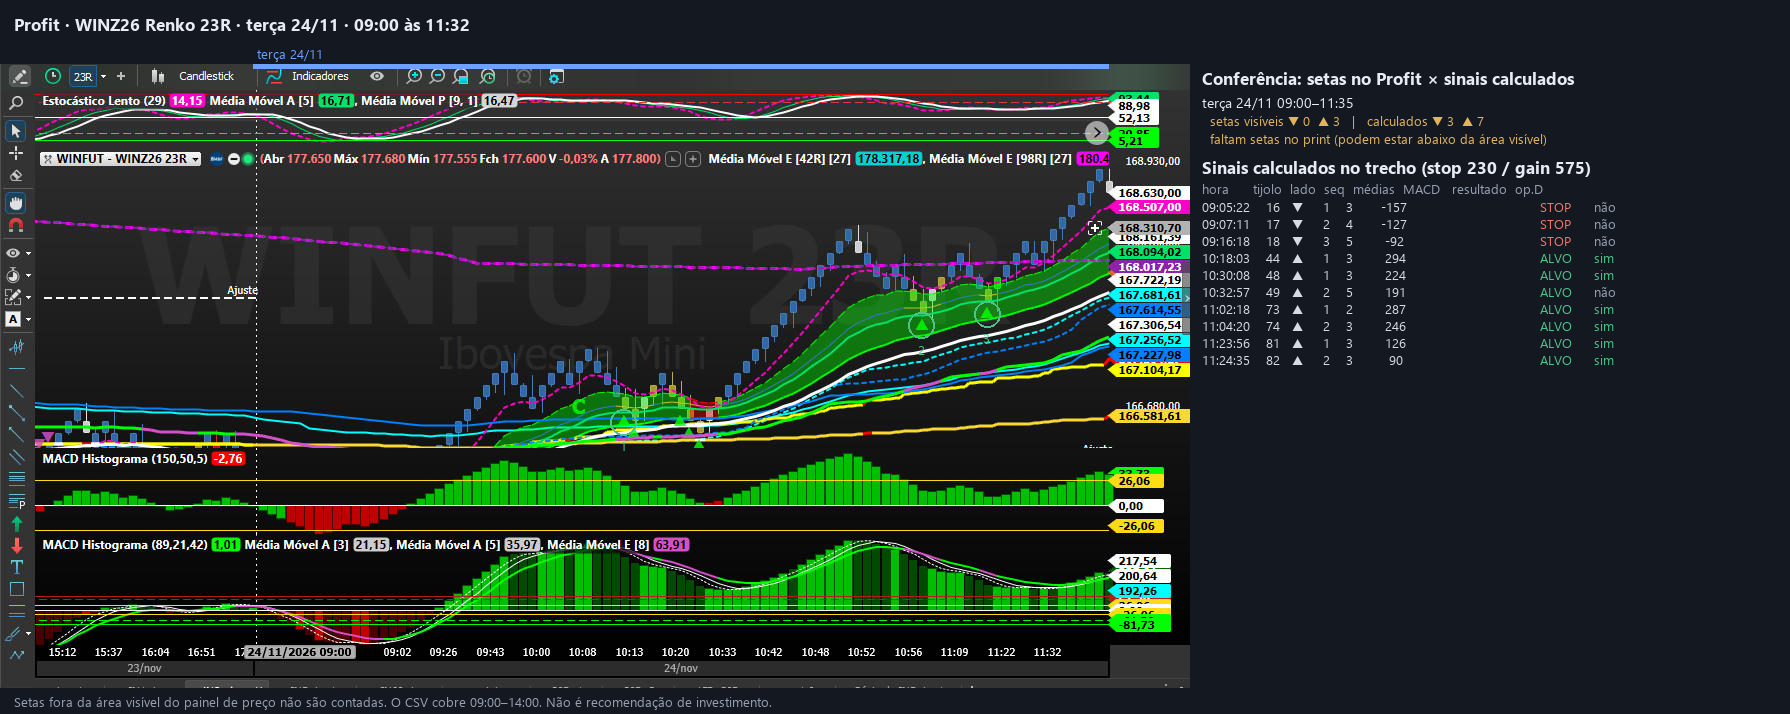 Profit · WINZ26 Renko 23R · terça 24/11 · 09:00 às 11:32
terça 24/11
23R
Candlestick
Indicadores
Estocástico Lento (29) 14,15 Média Móvel A [5] 16,71, Média Móvel P [9, 1] 16,47
88,98
52,13
5,21
WINFUT - WINZ26 23R (Abr 177.650 Máx 177.680 Mín 177.555 Fch 177.600 V -0,03% A 177.800) Média Móvel E [42R] [27] 178.317,18, Média Móvel E [98R] [27] 180.4
168.930,00
168.630,00
168.507,00
168.310,70
168.161,39
168.094,02
168.017,23
167.722,19
167.681,61
167.614,55
167.306,54
167.256,52
167.227,98
167.104,17
166.680,00
166.581,61
WINFUT 23R
Ibovespa Mini
Ajuste
C
2
3
Ajuste
MACD Histograma (150,50,5) -2,76
26,06
0,00
-26,06
MACD Histograma (89,21,42) 1,01 Média Móvel A [3] 21,15, Média Móvel A [5] 35,97, Média Móvel E [8] 63,91
217,54
200,64
192,26
-81,73
15:12 15:37 16:04 16:51 24/11/2026 09:00 09:02 09:26 09:43 10:00 10:08 10:13 10:20 10:33 10:42 10:48 10:52 10:56 11:09 11:22 11:32
23/nov 24/nov
Conferência: setas no Profit × sinais calculados
terça 24/11 09:00–11:35
setas visíveis ▼ 0 ▲ 3 | calculados ▼ 3 ▲ 7
faltam setas no print (podem estar abaixo da área visível)
Sinais calculados no trecho (stop 230 / gain 575)
hora tijolo lado seq médias MACD resultado op.D
09:05:22 16 ▼ 1 3 -157 STOP não
09:07:11 17 ▼ 2 4 -127 STOP não
09:16:18 18 ▼ 3 5 -92 STOP não
10:18:03 44 ▲ 1 3 294 ALVO sim
10:30:08 48 ▲ 1 3 224 ALVO sim
10:32:57 49 ▲ 2 5 191 ALVO não
11:02:18 73 ▲ 1 2 287 ALVO sim
11:04:20 74 ▲ 2 3 246 ALVO sim
11:23:56 81 ▲ 1 3 126 ALVO sim
11:24:35 82 ▲ 2 3 90 ALVO sim
Setas fora da área visível do painel de preço não são contadas. O CSV cobre 09:00–14:00. Não é recomendação de investimento.